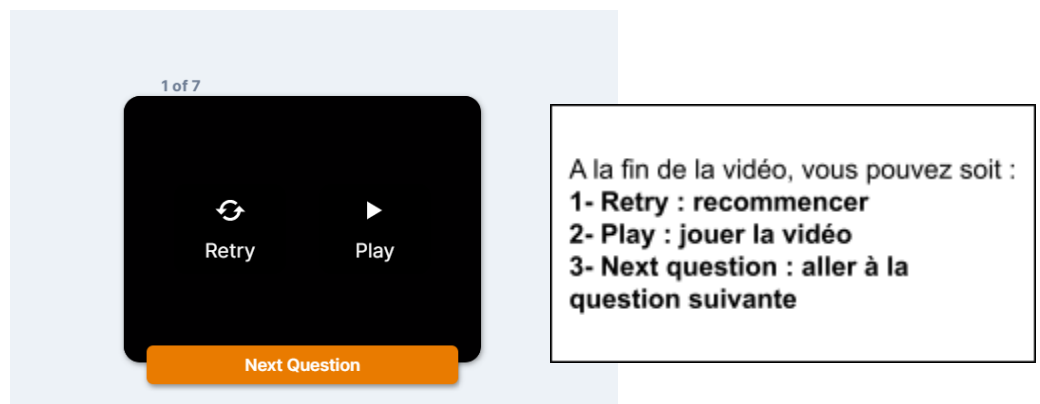 1 of 7
Retry
Play
Next Question
A la fin de la vidéo, vous pouvez soit :
1- Retry : recommencer
2- Play : jouer la vidéo
3- Next question : aller à la
question suivante